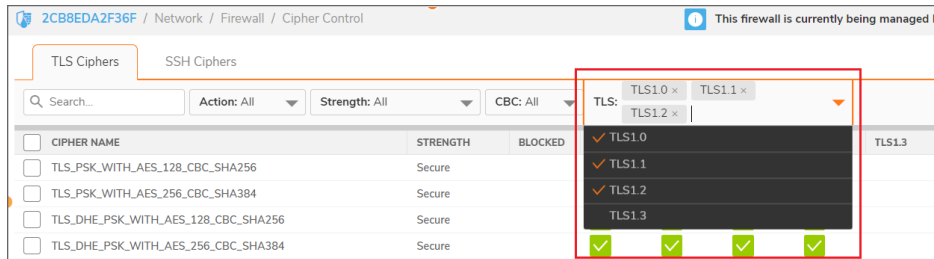 2CB8EDA2F36F / Network / Firewall / Cipher Control
i This firewall is currently being managed
TLS Ciphers SSH Ciphers
Search... Action: All Strength: All CBC: All TLS: TLS1.0 × TLS1.1 ×
TLS1.2 ×
CIPHER NAME STRENGTH BLOCKED TLS1.3
TLS1.0
TLS_PSK_WITH_AES_128_CBC_SHA256 Secure
TLS1.1
TLS_PSK_WITH_AES_256_CBC_SHA384 Secure
TLS1.2
TLS_DHE_PSK_WITH_AES_128_CBC_SHA256 Secure
TLS1.3
TLS_DHE_PSK_WITH_AES_256_CBC_SHA384 Secure